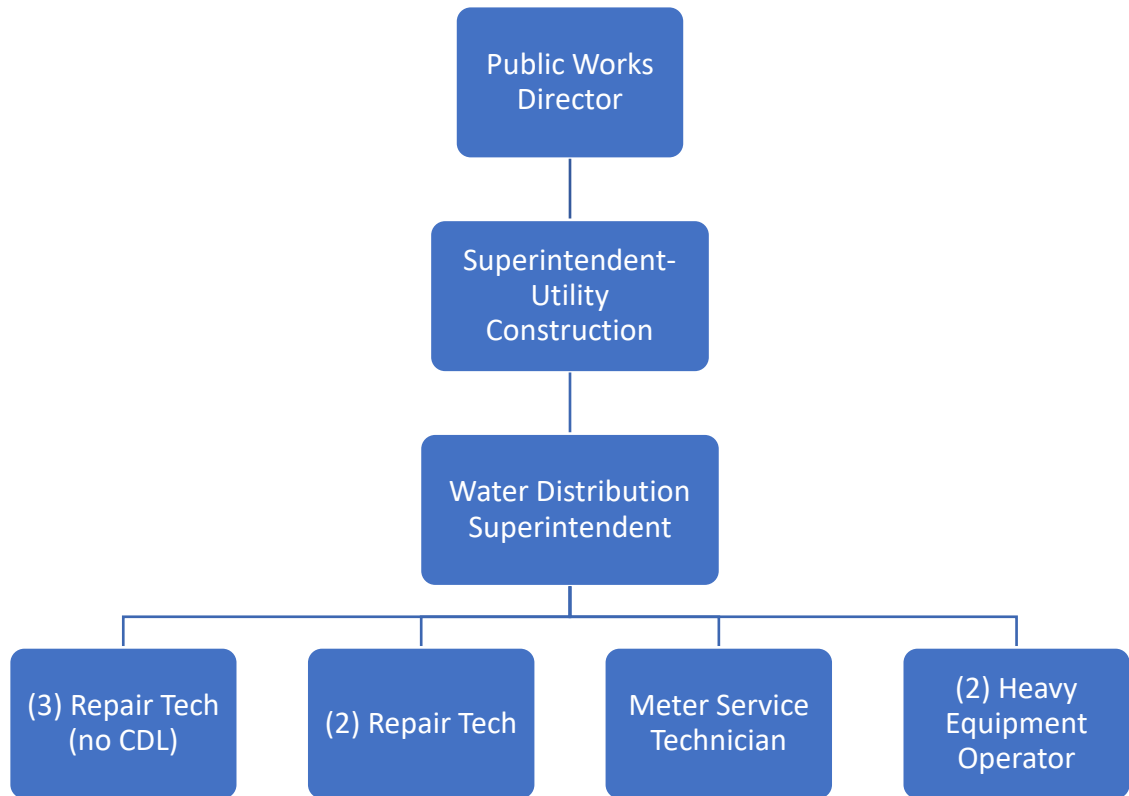 Public Works
Director
Superintendent-
Utility
Construction
Water Distribution
Superintendent
(3) Repair Tech
(no CDL)
(2) Repair Tech
Meter Service
Technician
(2) Heavy
Equipment
Operator